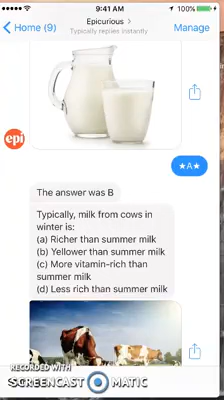 9:41 AM
100%
Home (9)
Epicurious >
Typically replies instantly
Manage
epi
★A★
The answer was B
Typically, milk from cows in
winter is:
(a) Richer than summer milk
(b) Yellower than summer milk
(c) More vitamin-rich than
summer milk
(d) Less rich than summer milk
RECORDED WITH
SCREENCAST MATIC